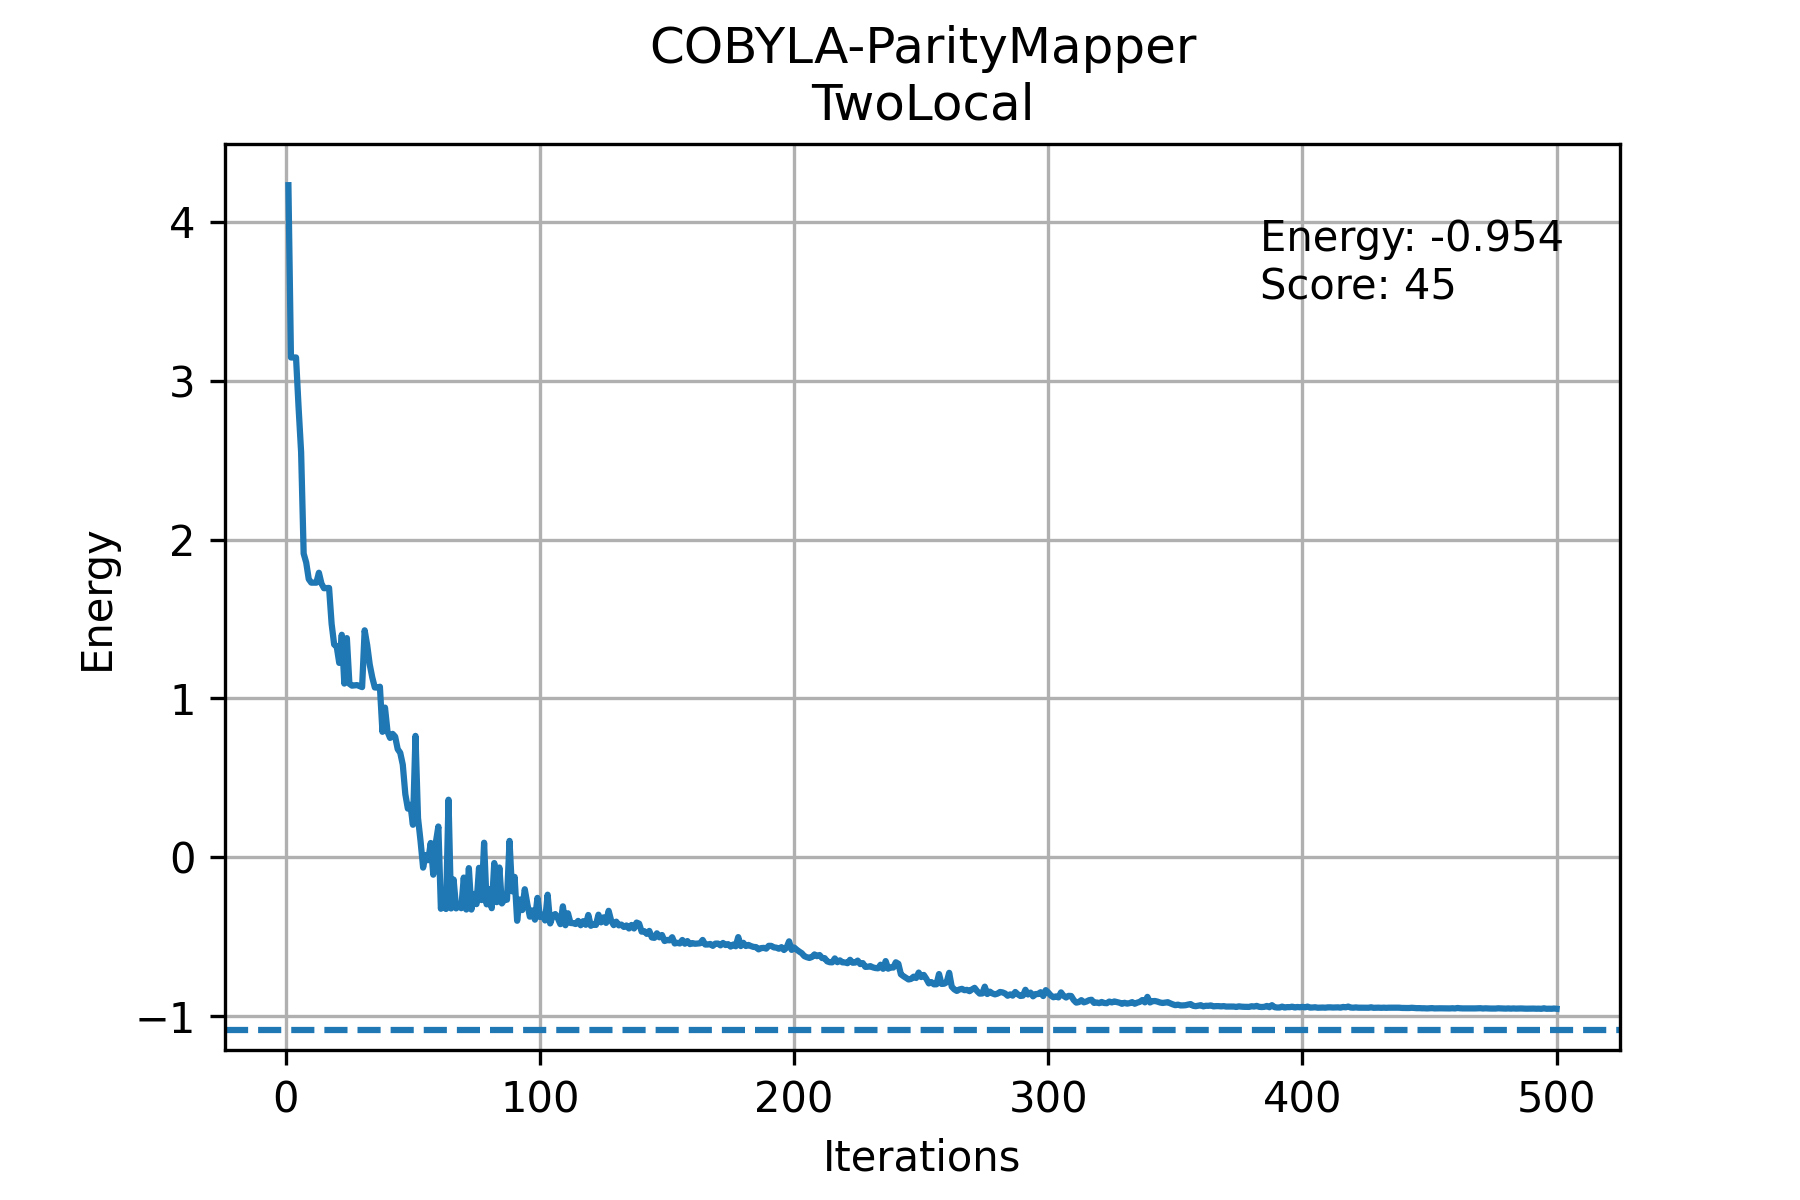 COBYLA-ParityMapper
TwoLocal
Energy: -0.954
Score: 45
4
3
2
1
0
−1
Energy
0 100 200 300 400 500
Iterations